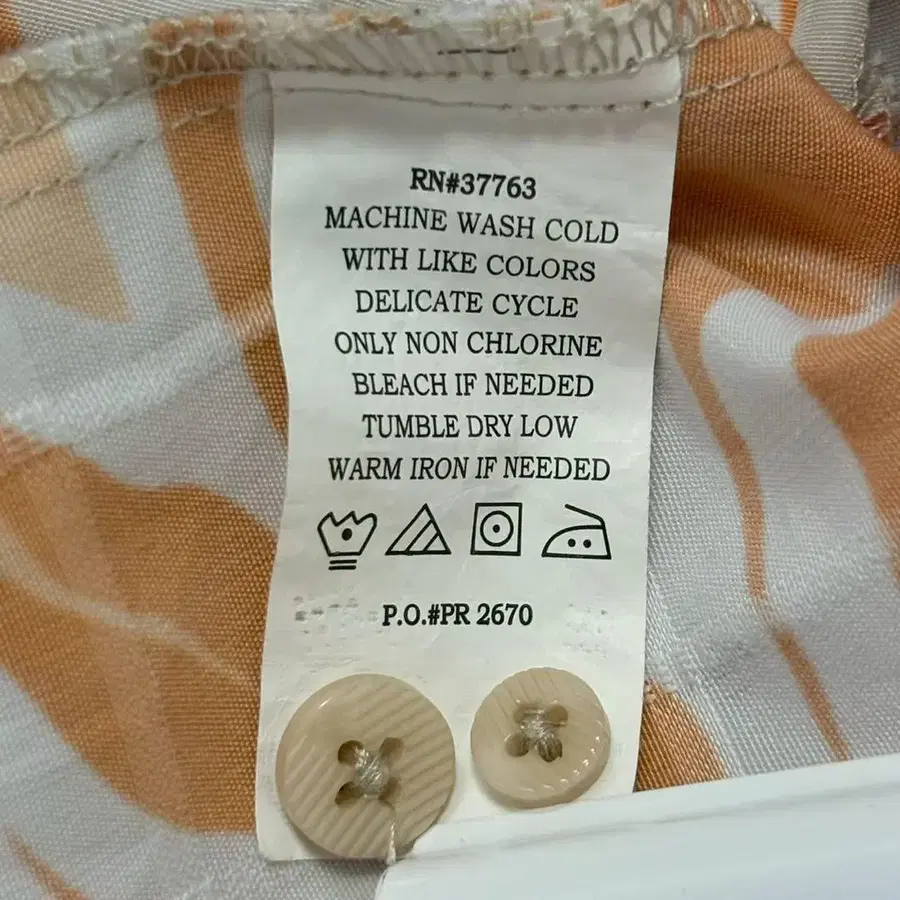 RN#37763
MACHINE WASH COLD
WITH LIKE COLORS
DELICATE CYCLE
ONLY NON CHLORINE
BLEACH IF NEEDED
TUMBLE DRY LOW
WARM IRON IF NEEDED
P.O.#PR 2670